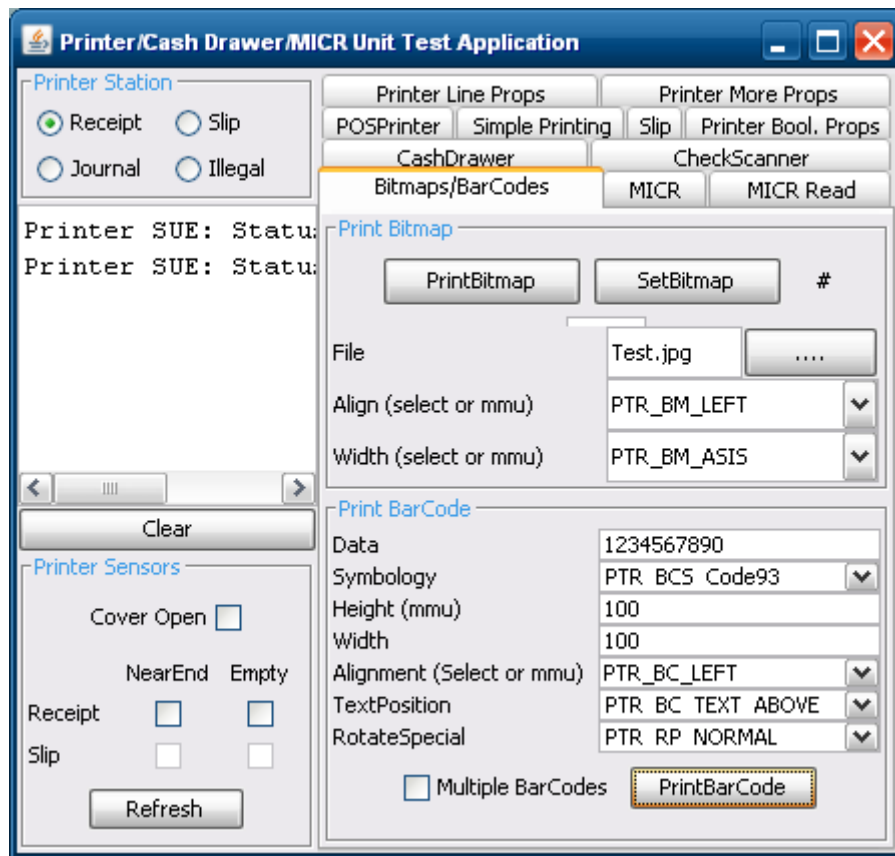 Printer/Cash Drawer/MICR Unit Test Application
Printer Station
Receipt Slip
Journal Illegal
Printer SUE: Statu
Printer SUE: Statu
Clear
Printer Sensors
Cover Open
NearEnd Empty
Receipt
Slip
Refresh
Printer Line Props Printer More Props
POSPrinter Simple Printing Slip Printer Bool. Props
CashDrawer CheckScanner
Bitmaps/BarCodes MICR MICR Read
Print Bitmap
PrintBitmap SetBitmap #
File Test.jpg ....
Align (select or mmu) PTR_BM_LEFT
Width (select or mmu) PTR_BM_ASIS
Print BarCode
Data 1234567890
Symbology PTR_BCS_Code93
Height (mmu) 100
Width 100
Alignment (Select or mmu) PTR_BC_LEFT
TextPosition PTR_BC_TEXT_ABOVE
RotateSpecial PTR_RP_NORMAL
Multiple BarCodes PrintBarCode